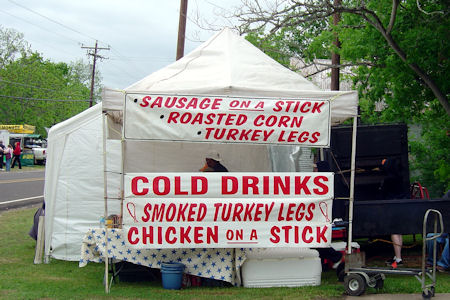 •SAUSAGE ON A STICK
•ROASTED CORN
•TURKEY LEGS
COLD DRINKS
SMOKED TURKEY LEGS
CHICKEN ON A STICK